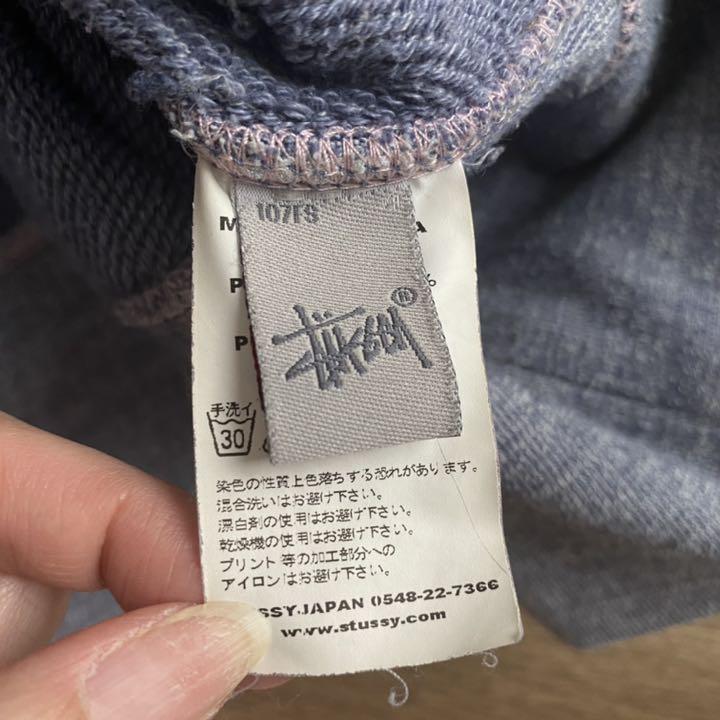 107FS
M A
P %
P
STÜSSY ®
手洗イ
30
染色の性質上色落ちする恐れがあります。
混合洗いはお避け下さい。
漂白剤の使用はお避け下さい。
乾燥機の使用はお避け下さい。
プリント 等の加工部分への
アイロンはお避け下さい。
SSY.JAPAN 0548-22-7366
www.stussy.com